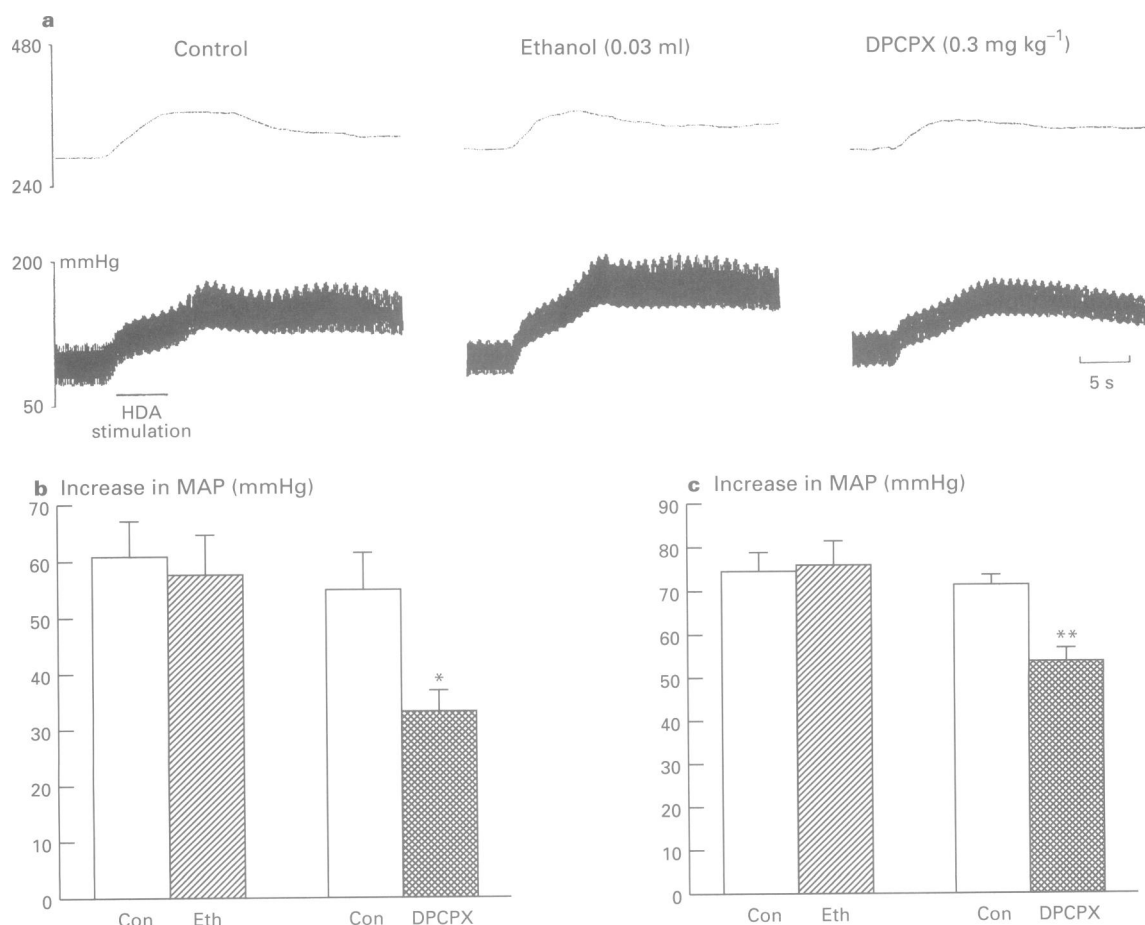 a
Control
Ethanol (0.03 ml)
DPCPX (0.3 mg kg⁻¹)
480
240
200
mmHg
50
HDA
stimulation
5 s
b Increase in MAP (mmHg)
70
60
50
40
30
20
10
0
*
Con
Eth
Con
DPCPX
c Increase in MAP (mmHg)
90
80
70
60
50
40
30
20
10
0
**
Con
Eth
Con
DPCPX